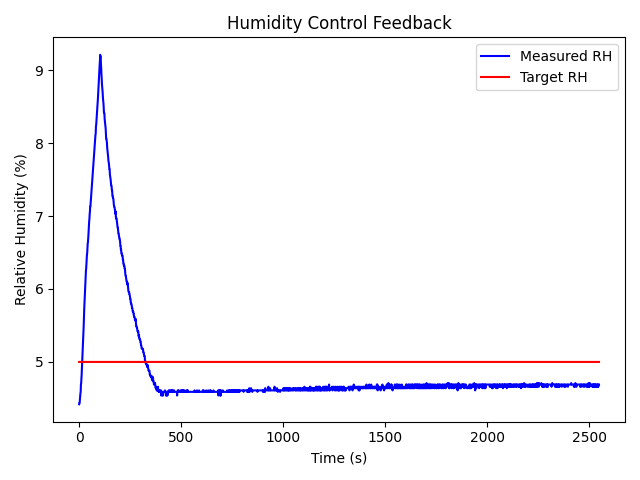 Humidity Control Feedback
Measured RH
Target RH
9
8
7
6
5
Relative Humidity (%)
0 500 1000 1500 2000 2500
Time (s)